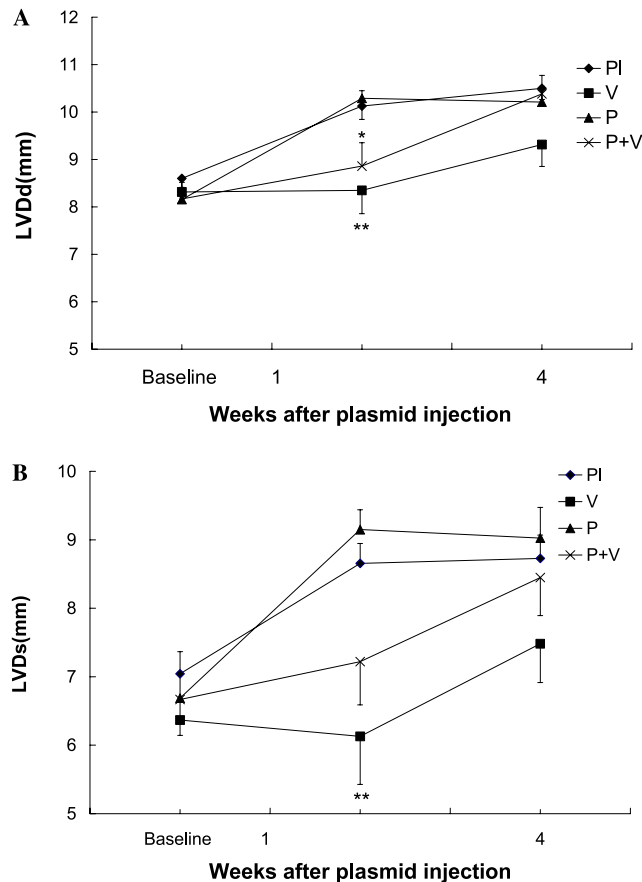 A
LVDd(mm)
12
11
10
9
8
7
6
5
*
**
Baseline 1 4
Weeks after plasmid injection
Pl
V
P
P+V
B
LVDs(mm)
10
9
8
7
6
5
**
Baseline 1 4
Weeks after plasmid injection
Pl
V
P
P+V